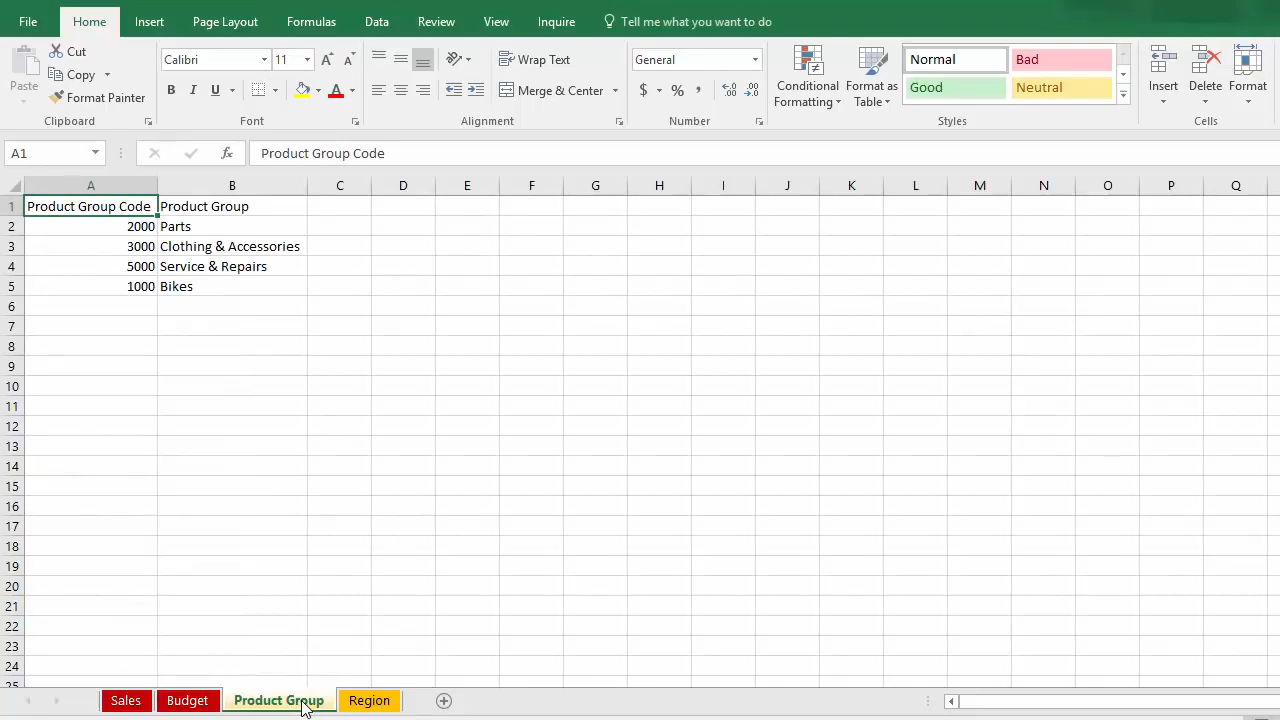 File Home Insert Page Layout Formulas Data Review View Inquire Tell me what you want to do
Paste Cut Copy Format Painter Clipboard
Calibri 11 A A B I U A Font
Wrap Text Merge & Center Alignment
General $ % , Number
Conditional Formatting Format as Table Normal Bad Good Neutral Styles
Insert Delete Format Cells
A1 fx Product Group Code
A B C D E F G H I J K L M N O P Q
1 Product Group Code Product Group
2 2000 Parts
3 3000 Clothing & Accessories
4 5000 Service & Repairs
5 1000 Bikes
6
7
8
9
10
11
12
13
14
15
16
17
18
19
20
21
22
23
24
25
Sales Budget Product Group Region